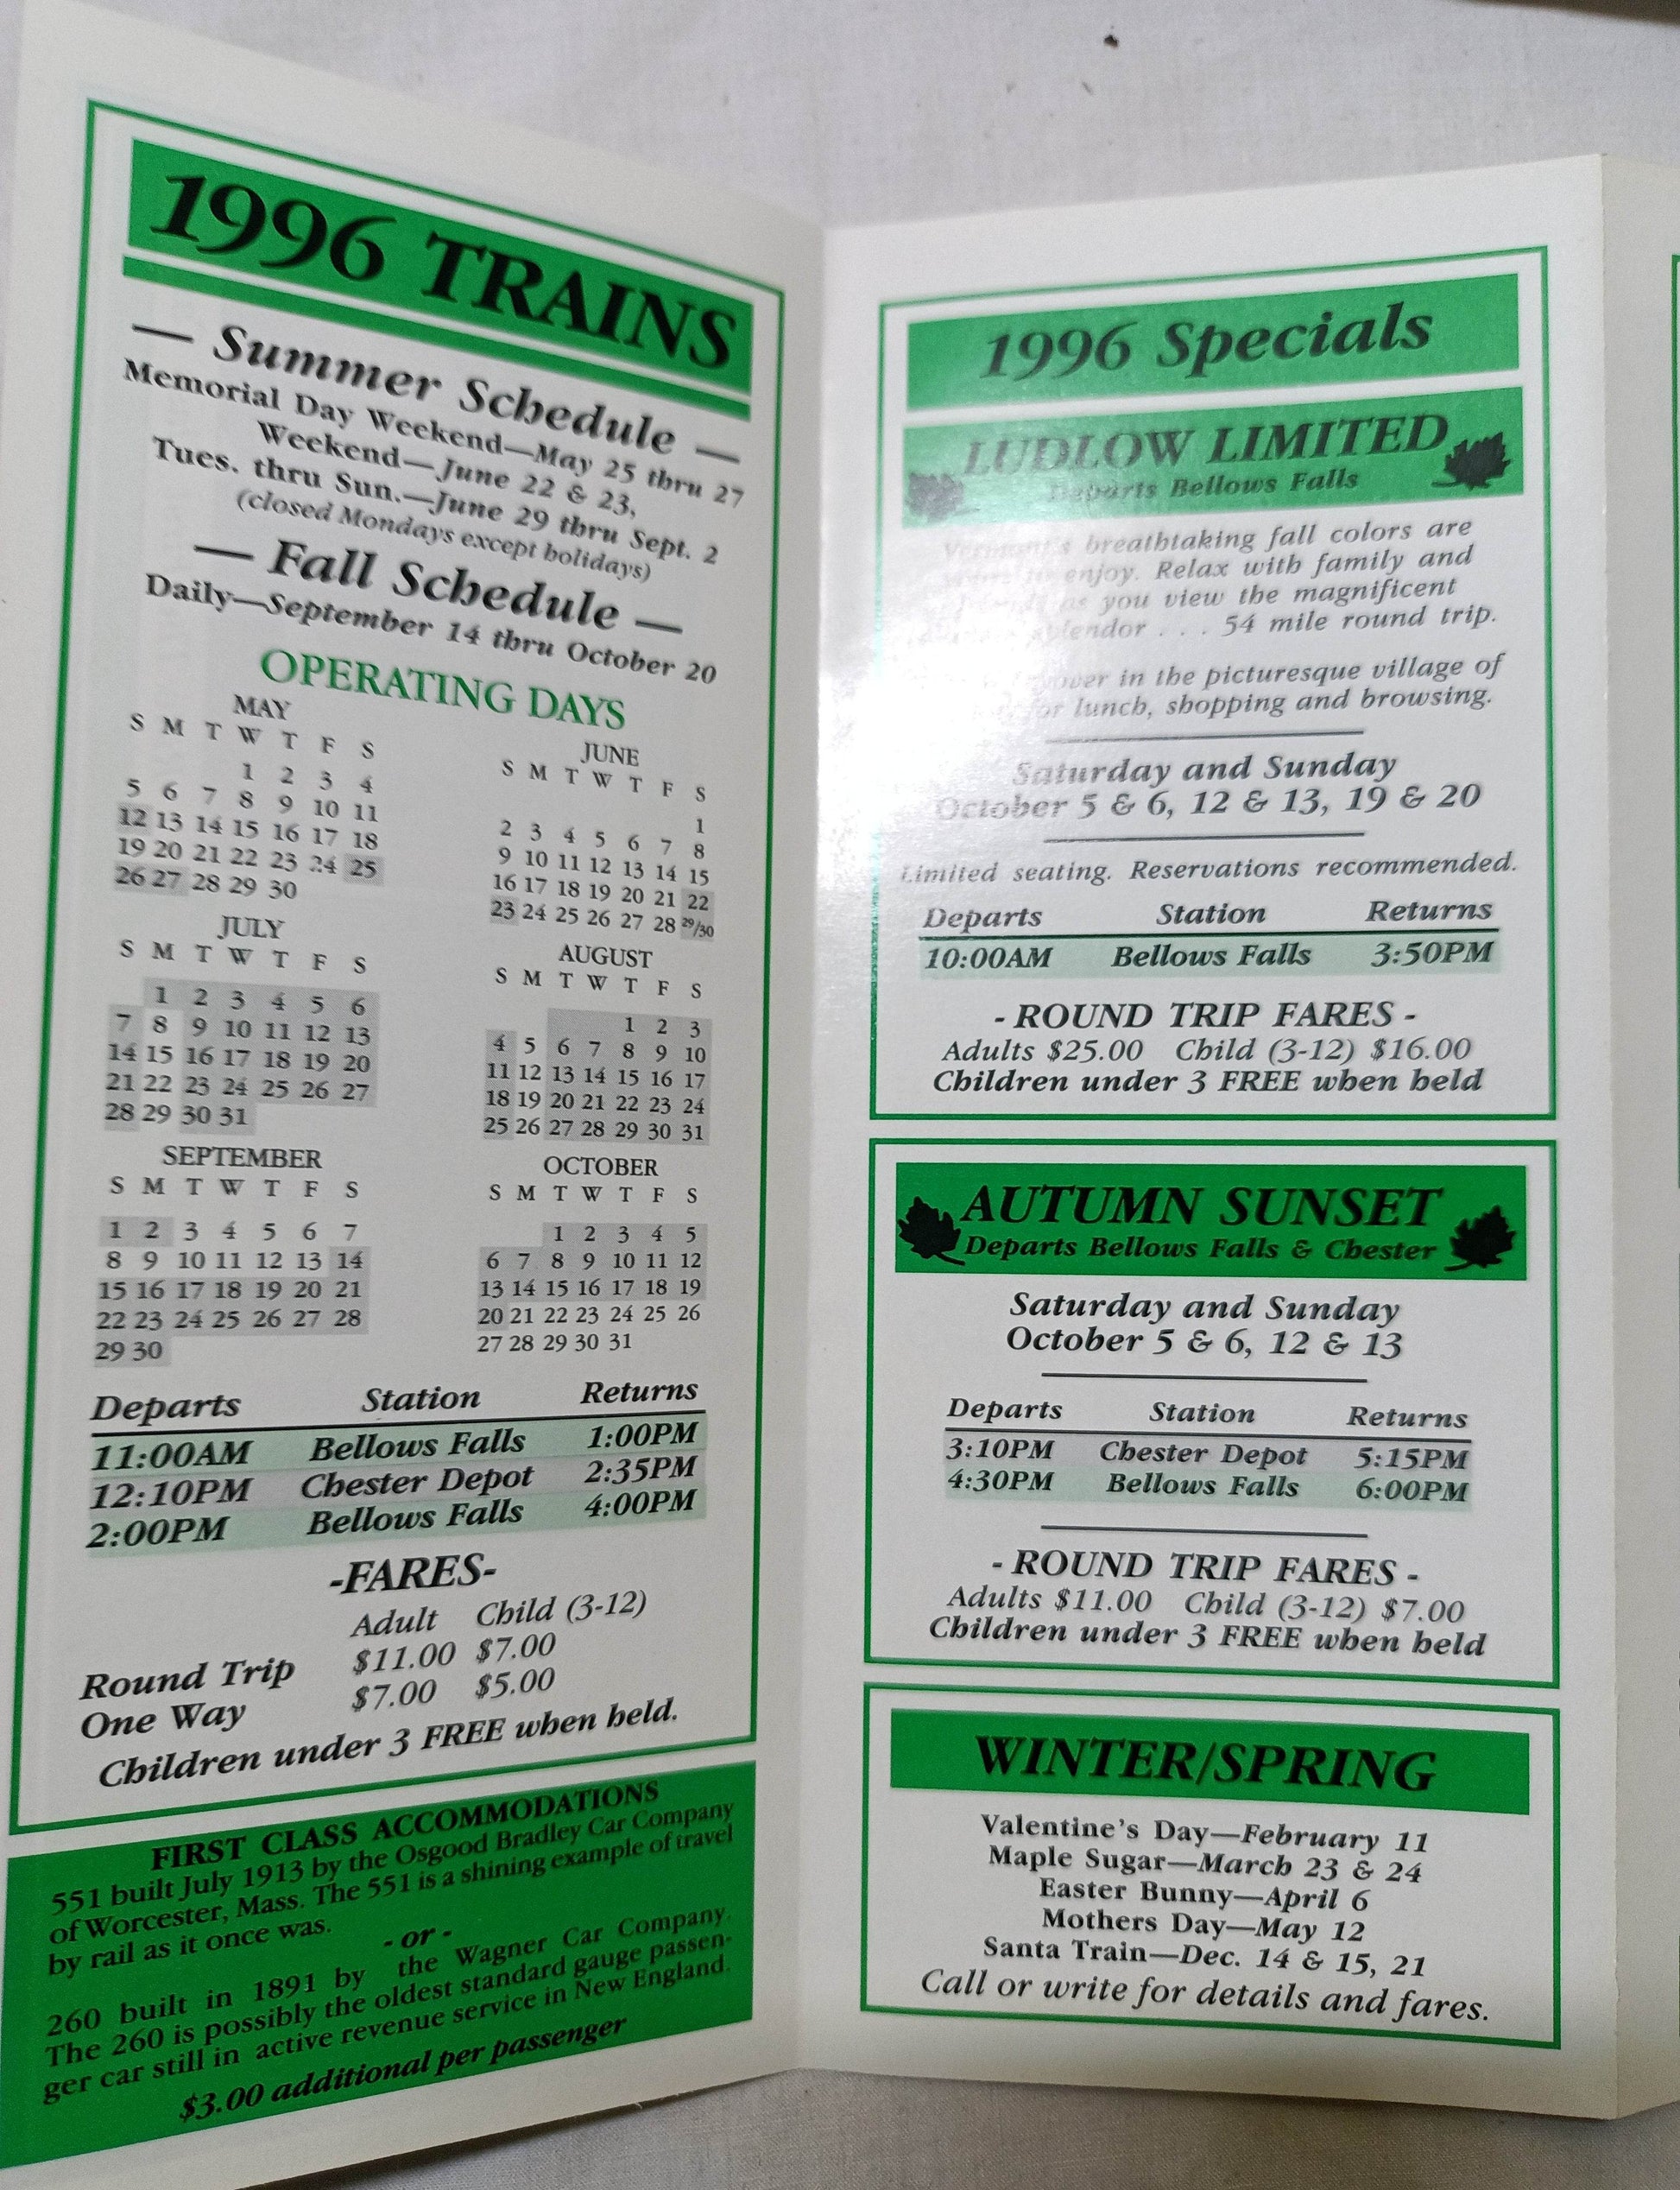 1996 TRAINS
— Summer Schedule —
Memorial Day Weekend—May 25 thru 27
Weekend—June 22 & 23,
Tues. thru Sun.—June 29 thru Sept. 2
(closed Mondays except holidays)
— Fall Schedule —
Daily—September 14 thru October 20
OPERATING DAYS
MAY
S M T W T F S
1 2 3 4
5 6 7 8 9 10 11
12 13 14 15 16 17 18
19 20 21 22 23 24 25
26 27 28 29 30
JUNE
S M T W T F S
1
2 3 4 5 6 7 8
9 10 11 12 13 14 15
16 17 18 19 20 21 22
23 24 25 26 27 28 29/30
JULY
S M T W T F S
1 2 3 4 5 6
7 8 9 10 11 12 13
14 15 16 17 18 19 20
21 22 23 24 25 26 27
28 29 30 31
AUGUST
S M T W T F S
1 2 3
4 5 6 7 8 9 10
11 12 13 14 15 16 17
18 19 20 21 22 23 24
25 26 27 28 29 30 31
SEPTEMBER
S M T W T F S
1 2 3 4 5 6 7
8 9 10 11 12 13 14
15 16 17 18 19 20 21
22 23 24 25 26 27 28
29 30
OCTOBER
S M T W T F S
1 2 3 4 5
6 7 8 9 10 11 12
13 14 15 16 17 18 19
20 21 22 23 24 25 26
27 28 29 30 31
Departs Station Returns
11:00AM Bellows Falls 1:00PM
12:10PM Chester Depot 2:35PM
2:00PM Bellows Falls 4:00PM
-FARES-
Adult Child (3-12)
Round Trip $11.00 $7.00
One Way $7.00 $5.00
Children under 3 FREE when held.
FIRST CLASS ACCOMMODATIONS
551 built July 1913 by the Osgood Bradley Car Company
of Worcester, Mass. The 551 is a shining example of travel
by rail as it once was.
- or -
260 built in 1891 by the Wagner Car Company.
The 260 is possibly the oldest standard gauge passen-
ger car still in active revenue service in New England.
$3.00 additional per passenger
1996 Specials
LUDLOW LIMITED
Departs Bellows Falls
Vermont's breathtaking fall colors are
enjoy. Relax with family and
as you view the magnificent
splendor . . . 54 mile round trip.
in the picturesque village of
for lunch, shopping and browsing.
Saturday and Sunday
October 5 & 6, 12 & 13, 19 & 20
Limited seating. Reservations recommended.
Departs Station Returns
10:00AM Bellows Falls 3:50PM
- ROUND TRIP FARES -
Adults $25.00 Child (3-12) $16.00
Children under 3 FREE when held
AUTUMN SUNSET
Departs Bellows Falls & Chester
Saturday and Sunday
October 5 & 6, 12 & 13
Departs Station Returns
3:10PM Chester Depot 5:15PM
4:30PM Bellows Falls 6:00PM
- ROUND TRIP FARES -
Adults $11.00 Child (3-12) $7.00
Children under 3 FREE when held
WINTER/SPRING
Valentine's Day—February 11
Maple Sugar—March 23 & 24
Easter Bunny—April 6
Mothers Day—May 12
Santa Train—Dec. 14 & 15, 21
Call or write for details and fares.